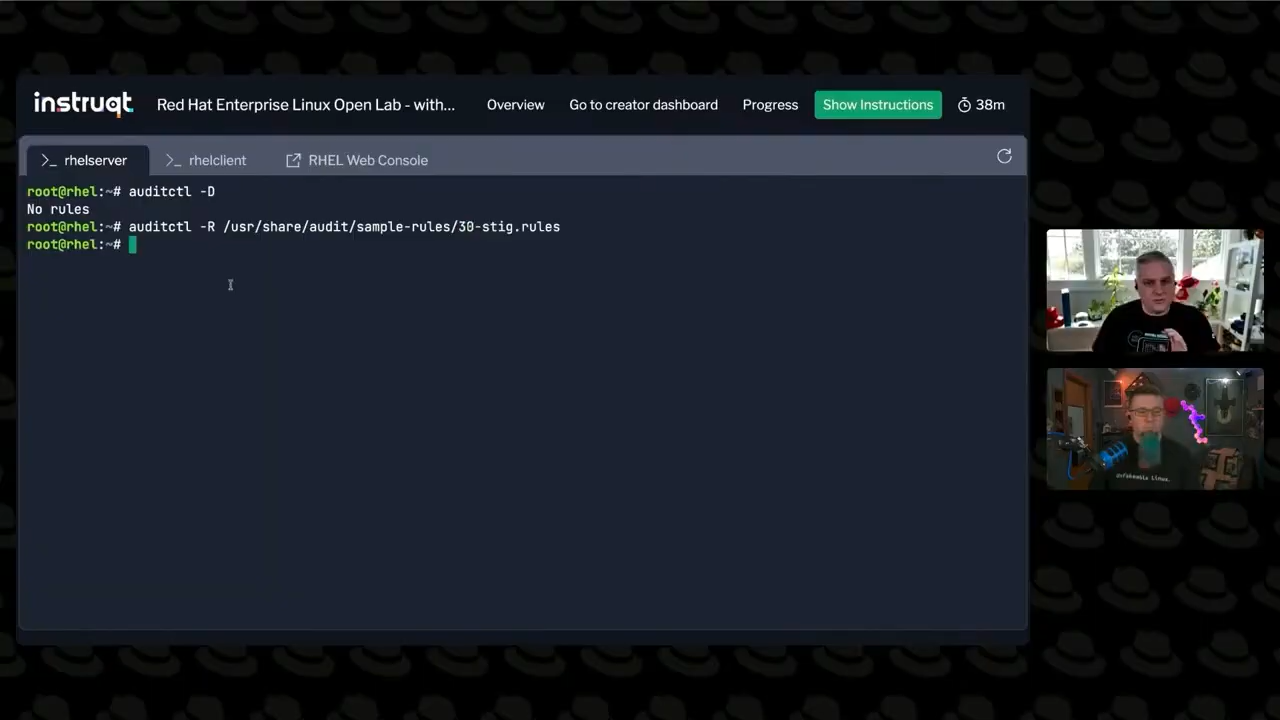 instruqt Red Hat Enterprise Linux Open Lab - with... Overview Go to creator dashboard Progress Show Instructions 38m
>_ rhelserver >_ rhelclient RHEL Web Console
root@rhel:~# auditctl -D
No rules
root@rhel:~# auditctl -R /usr/share/audit/sample-rules/30-stig.rules
root@rhel:~#
Linux.